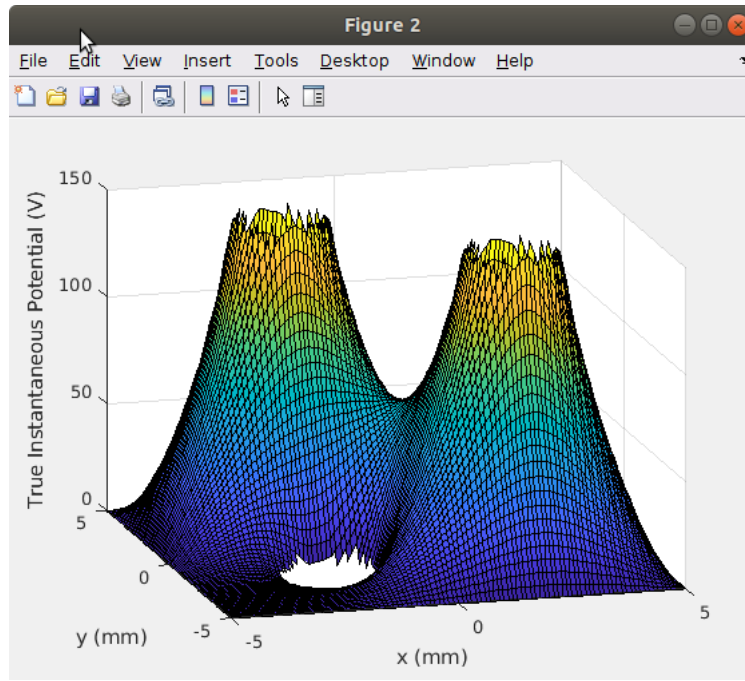 Figure 2
File Edit View Insert Tools Desktop Window Help
True Instantaneous Potential (V)
150
100
50
0
5
0
-5
y (mm)
-5
0
5
x (mm)